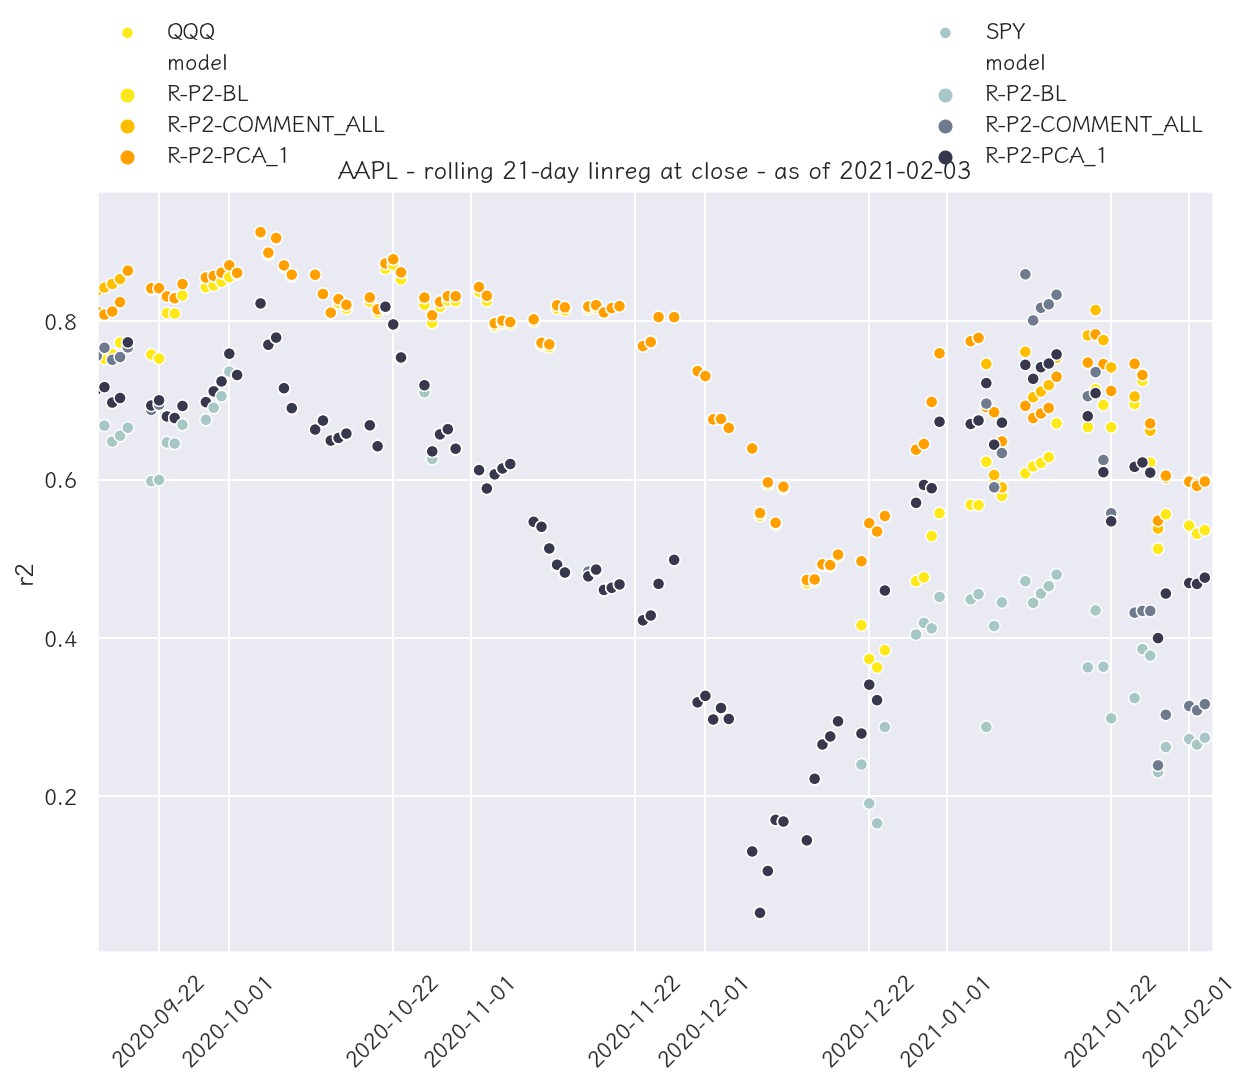 QQQ
model
R-P2-BL
R-P2-COMMENT_ALL
R-P2-PCA_1
SPY
model
R-P2-BL
R-P2-COMMENT_ALL
R-P2-PCA_1
AAPL - rolling 21-day linreg at close - as of 2021-02-03
0.8
0.6
0.4
0.2
r2
2020-09-22
2020-10-01
2020-10-22
2020-11-01
2020-11-22
2020-12-01
2020-12-22
2021-01-01
2021-01-22
2021-02-01